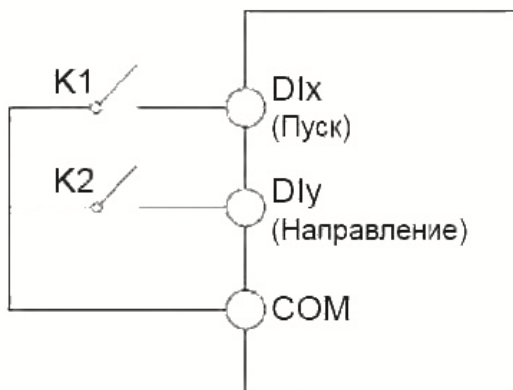 K1
DIx
(Пуск)
K2
DIy
(Направление)
COM